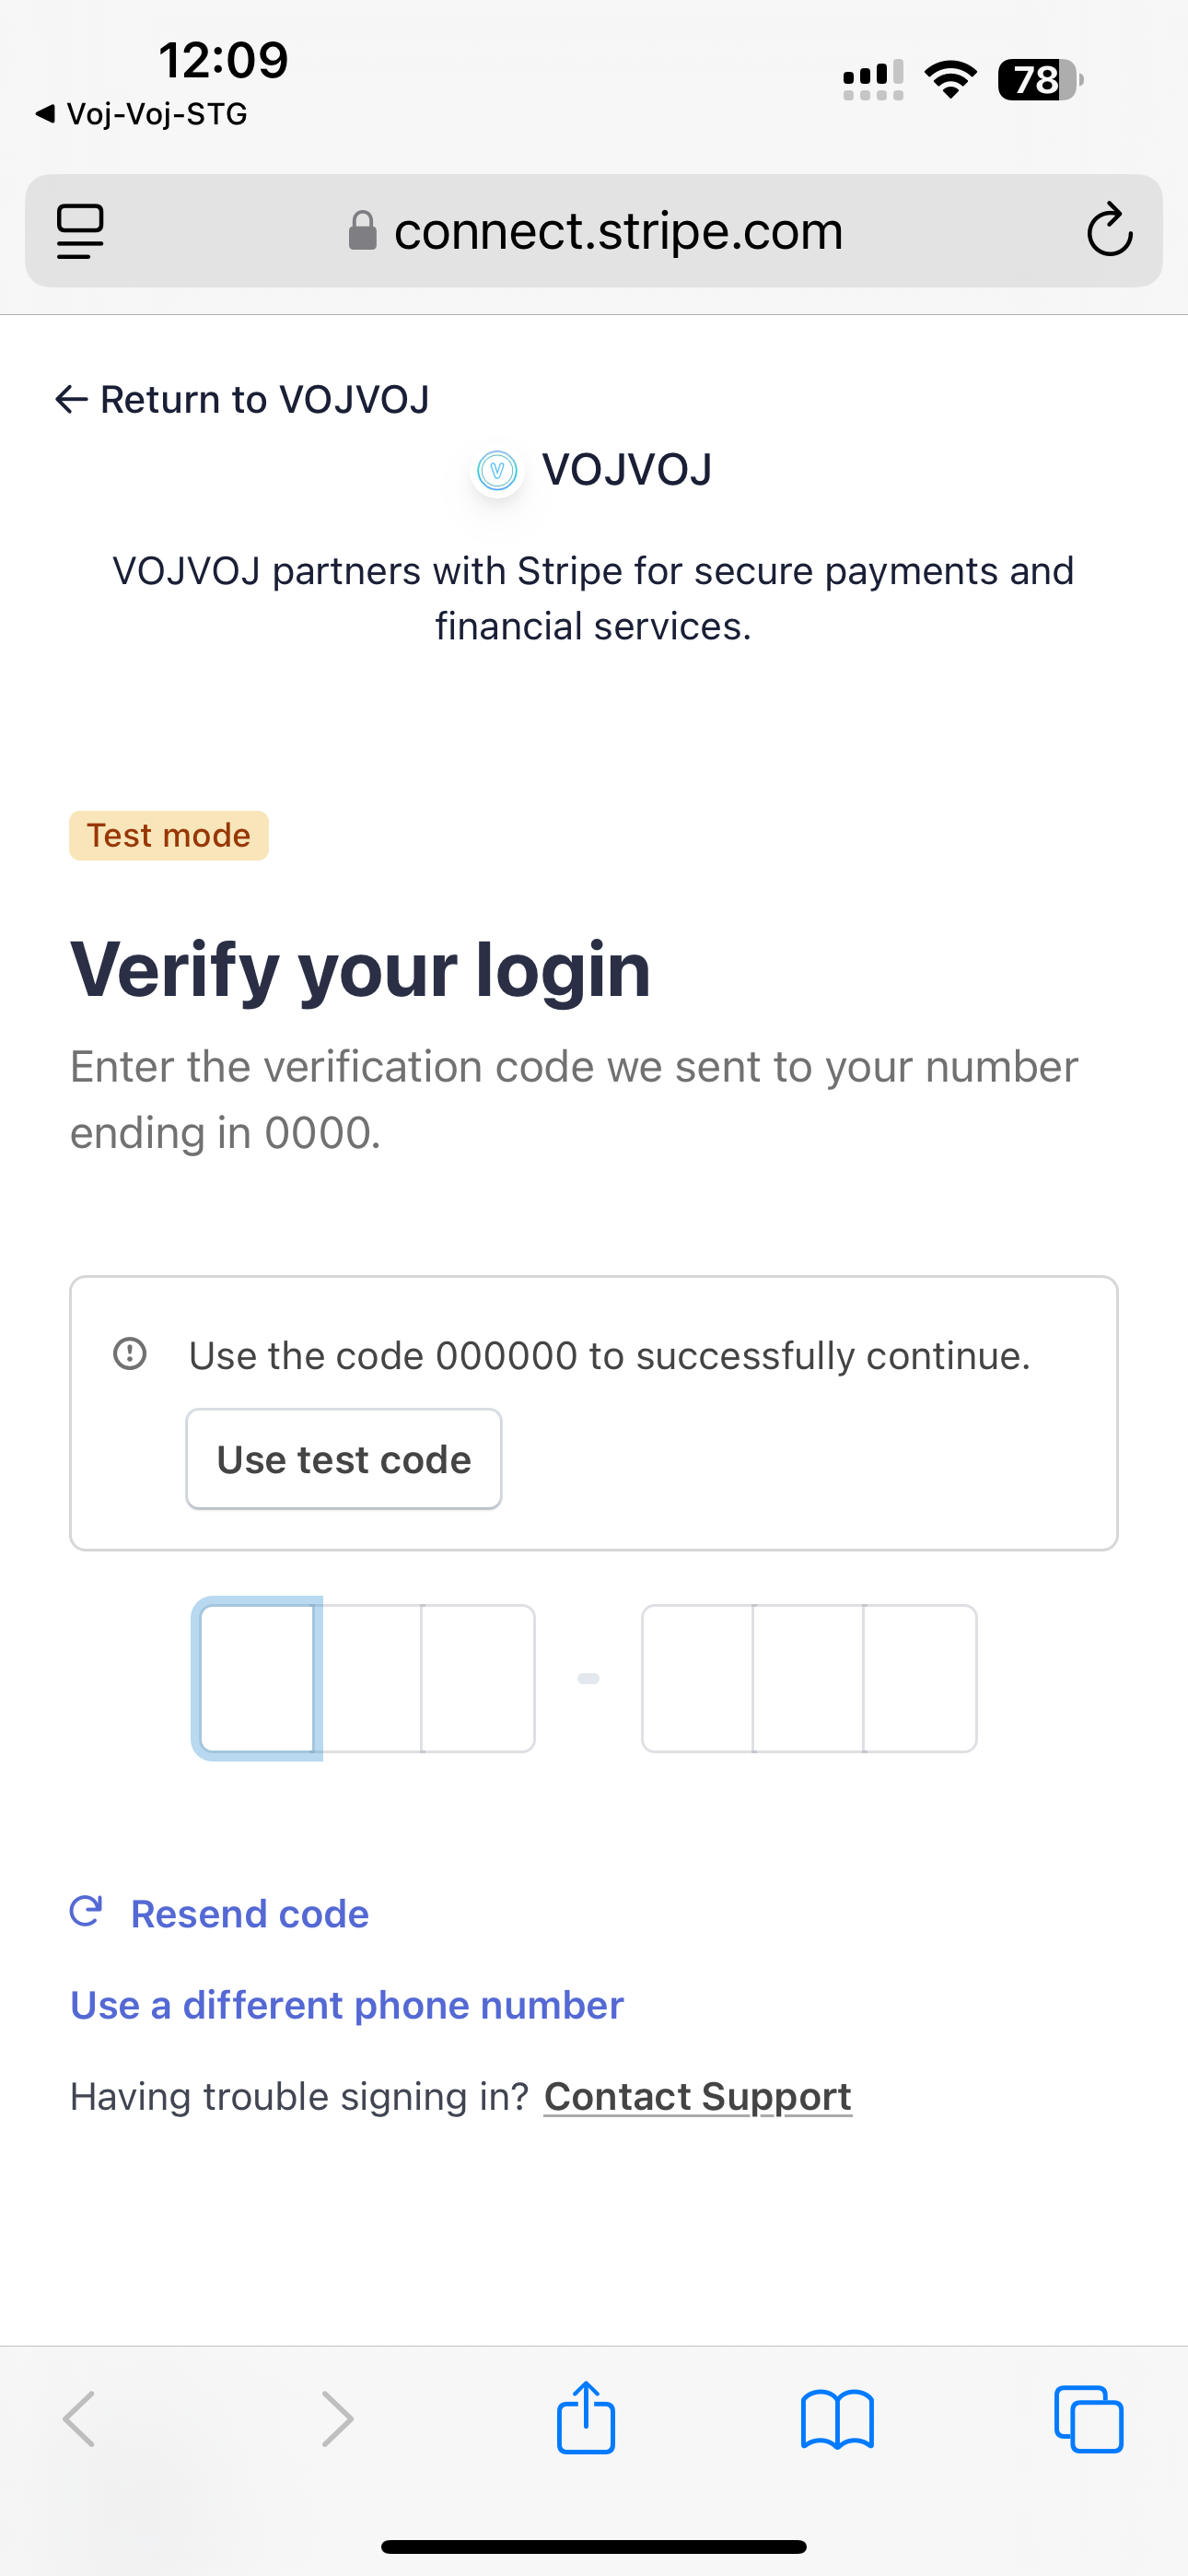 12:09
◀ Voj-Voj-STG
78
connect.stripe.com
← Return to VOJVOJ
V VOJVOJ
VOJVOJ partners with Stripe for secure payments and
financial services.
Test mode
Verify your login
Enter the verification code we sent to your number
ending in 0000.
Use the code 000000 to successfully continue.
Use test code
-
Resend code
Use a different phone number
Having trouble signing in? Contact Support